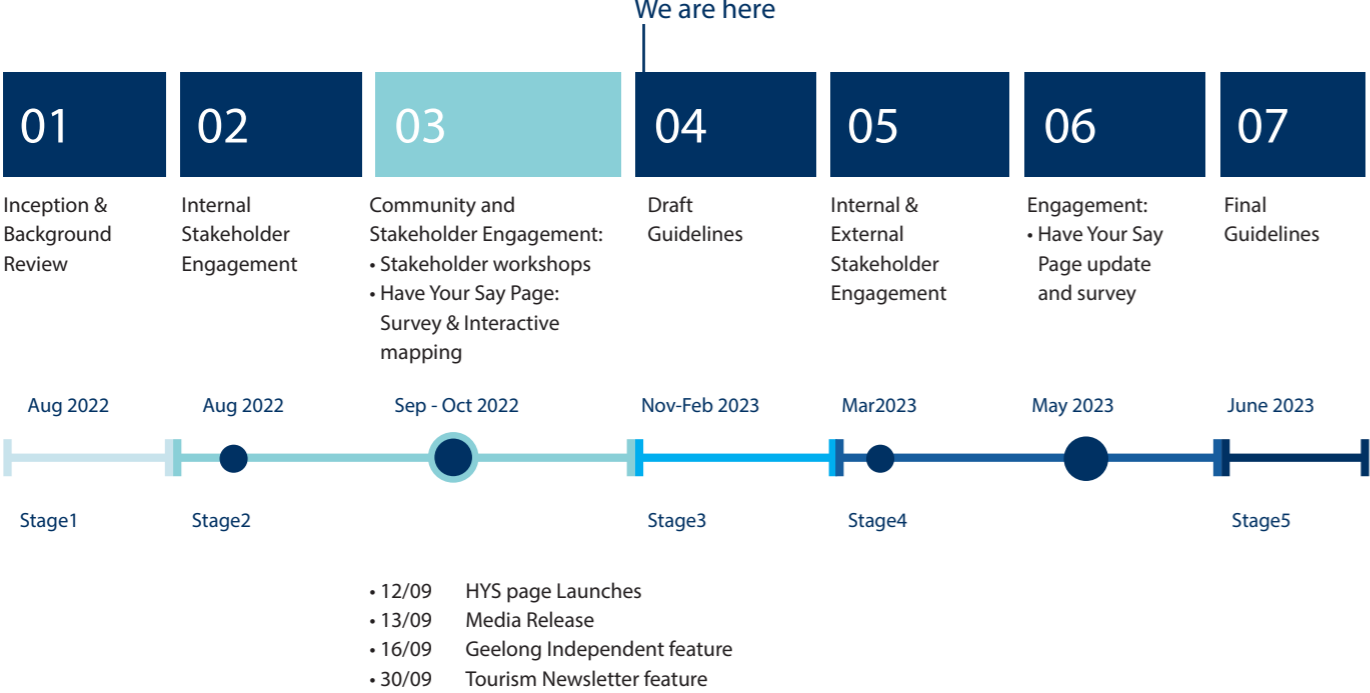 We are here
01
02
03
04
05
06
07
Inception &
Background
Review
Internal
Stakeholder
Engagement
Community and
Stakeholder Engagement:
• Stakeholder workshops
• Have Your Say Page:
Survey & Interactive
mapping
Draft
Guidelines
Internal &
External
Stakeholder
Engagement
Engagement:
• Have Your Say
Page update
and survey
Final
Guidelines
Aug 2022
Aug 2022
Sep - Oct 2022
Nov-Feb 2023
Mar2023
May 2023
June 2023
Stage1
Stage2
Stage3
Stage4
Stage5
• 12/09 HYS page Launches
• 13/09 Media Release
• 16/09 Geelong Independent feature
• 30/09 Tourism Newsletter feature